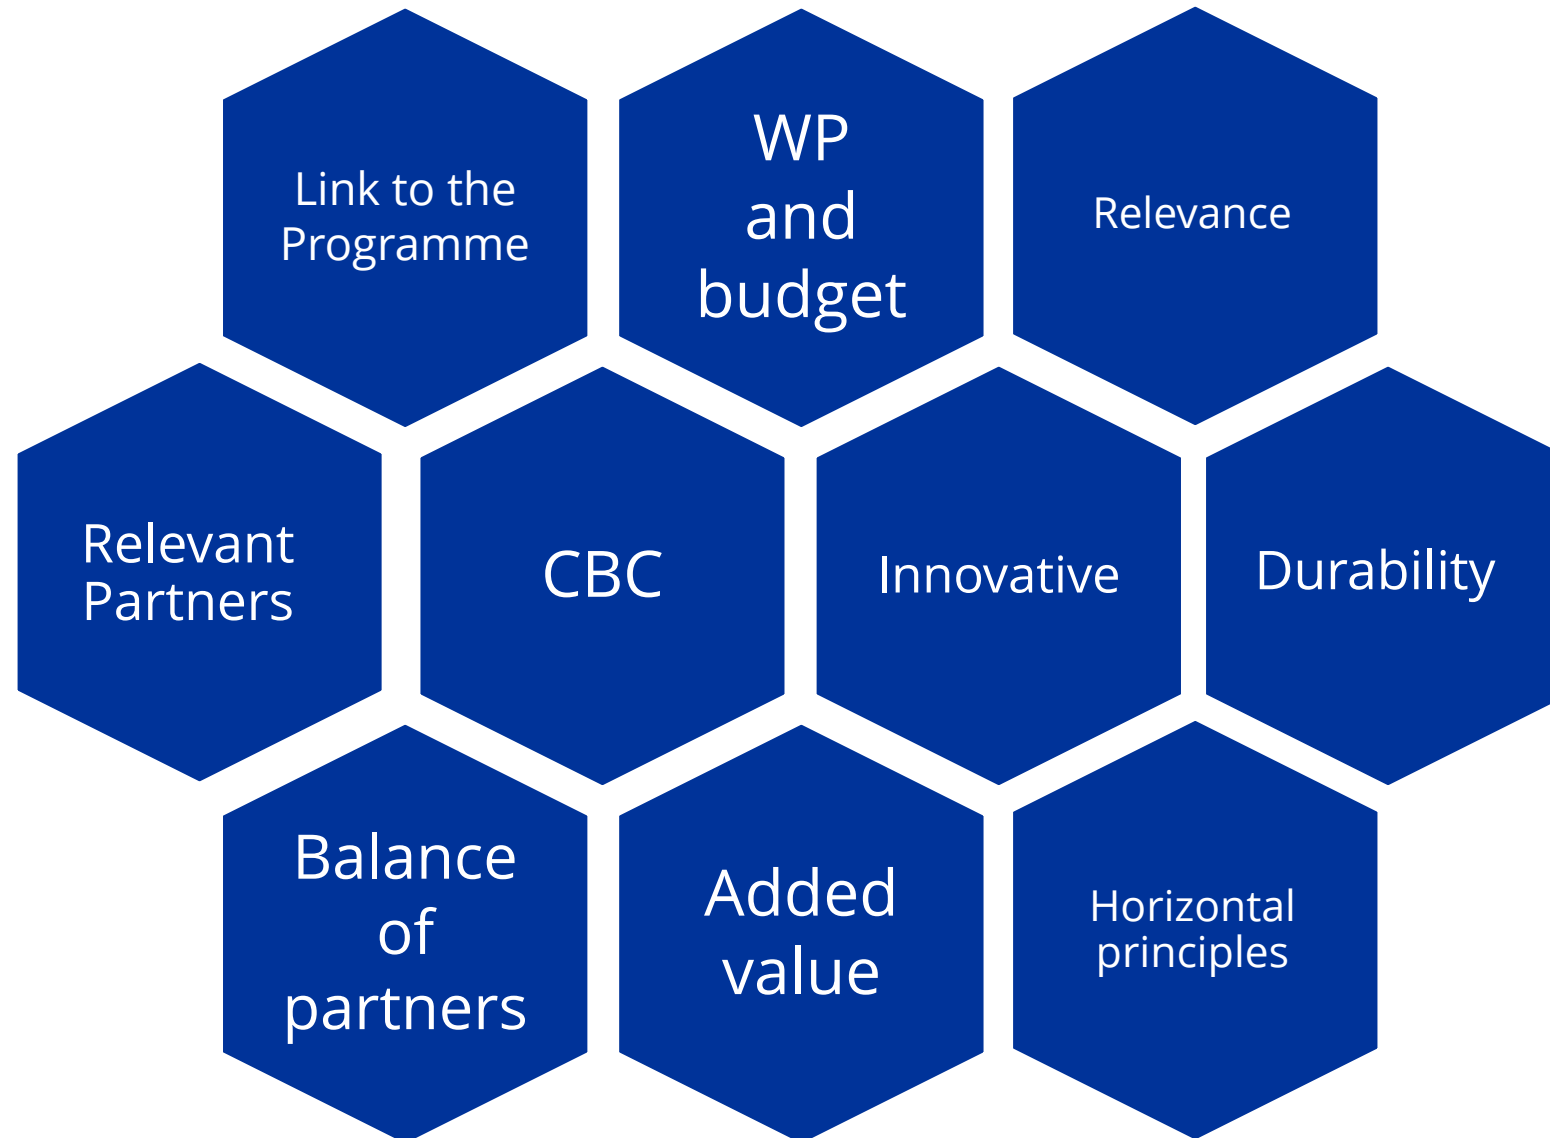 Link to the
Programme
WP
and
budget
Relevance
Relevant
Partners
CBC
Innovative
Durability
Balance
of
partners
Added
value
Horizontal
principles